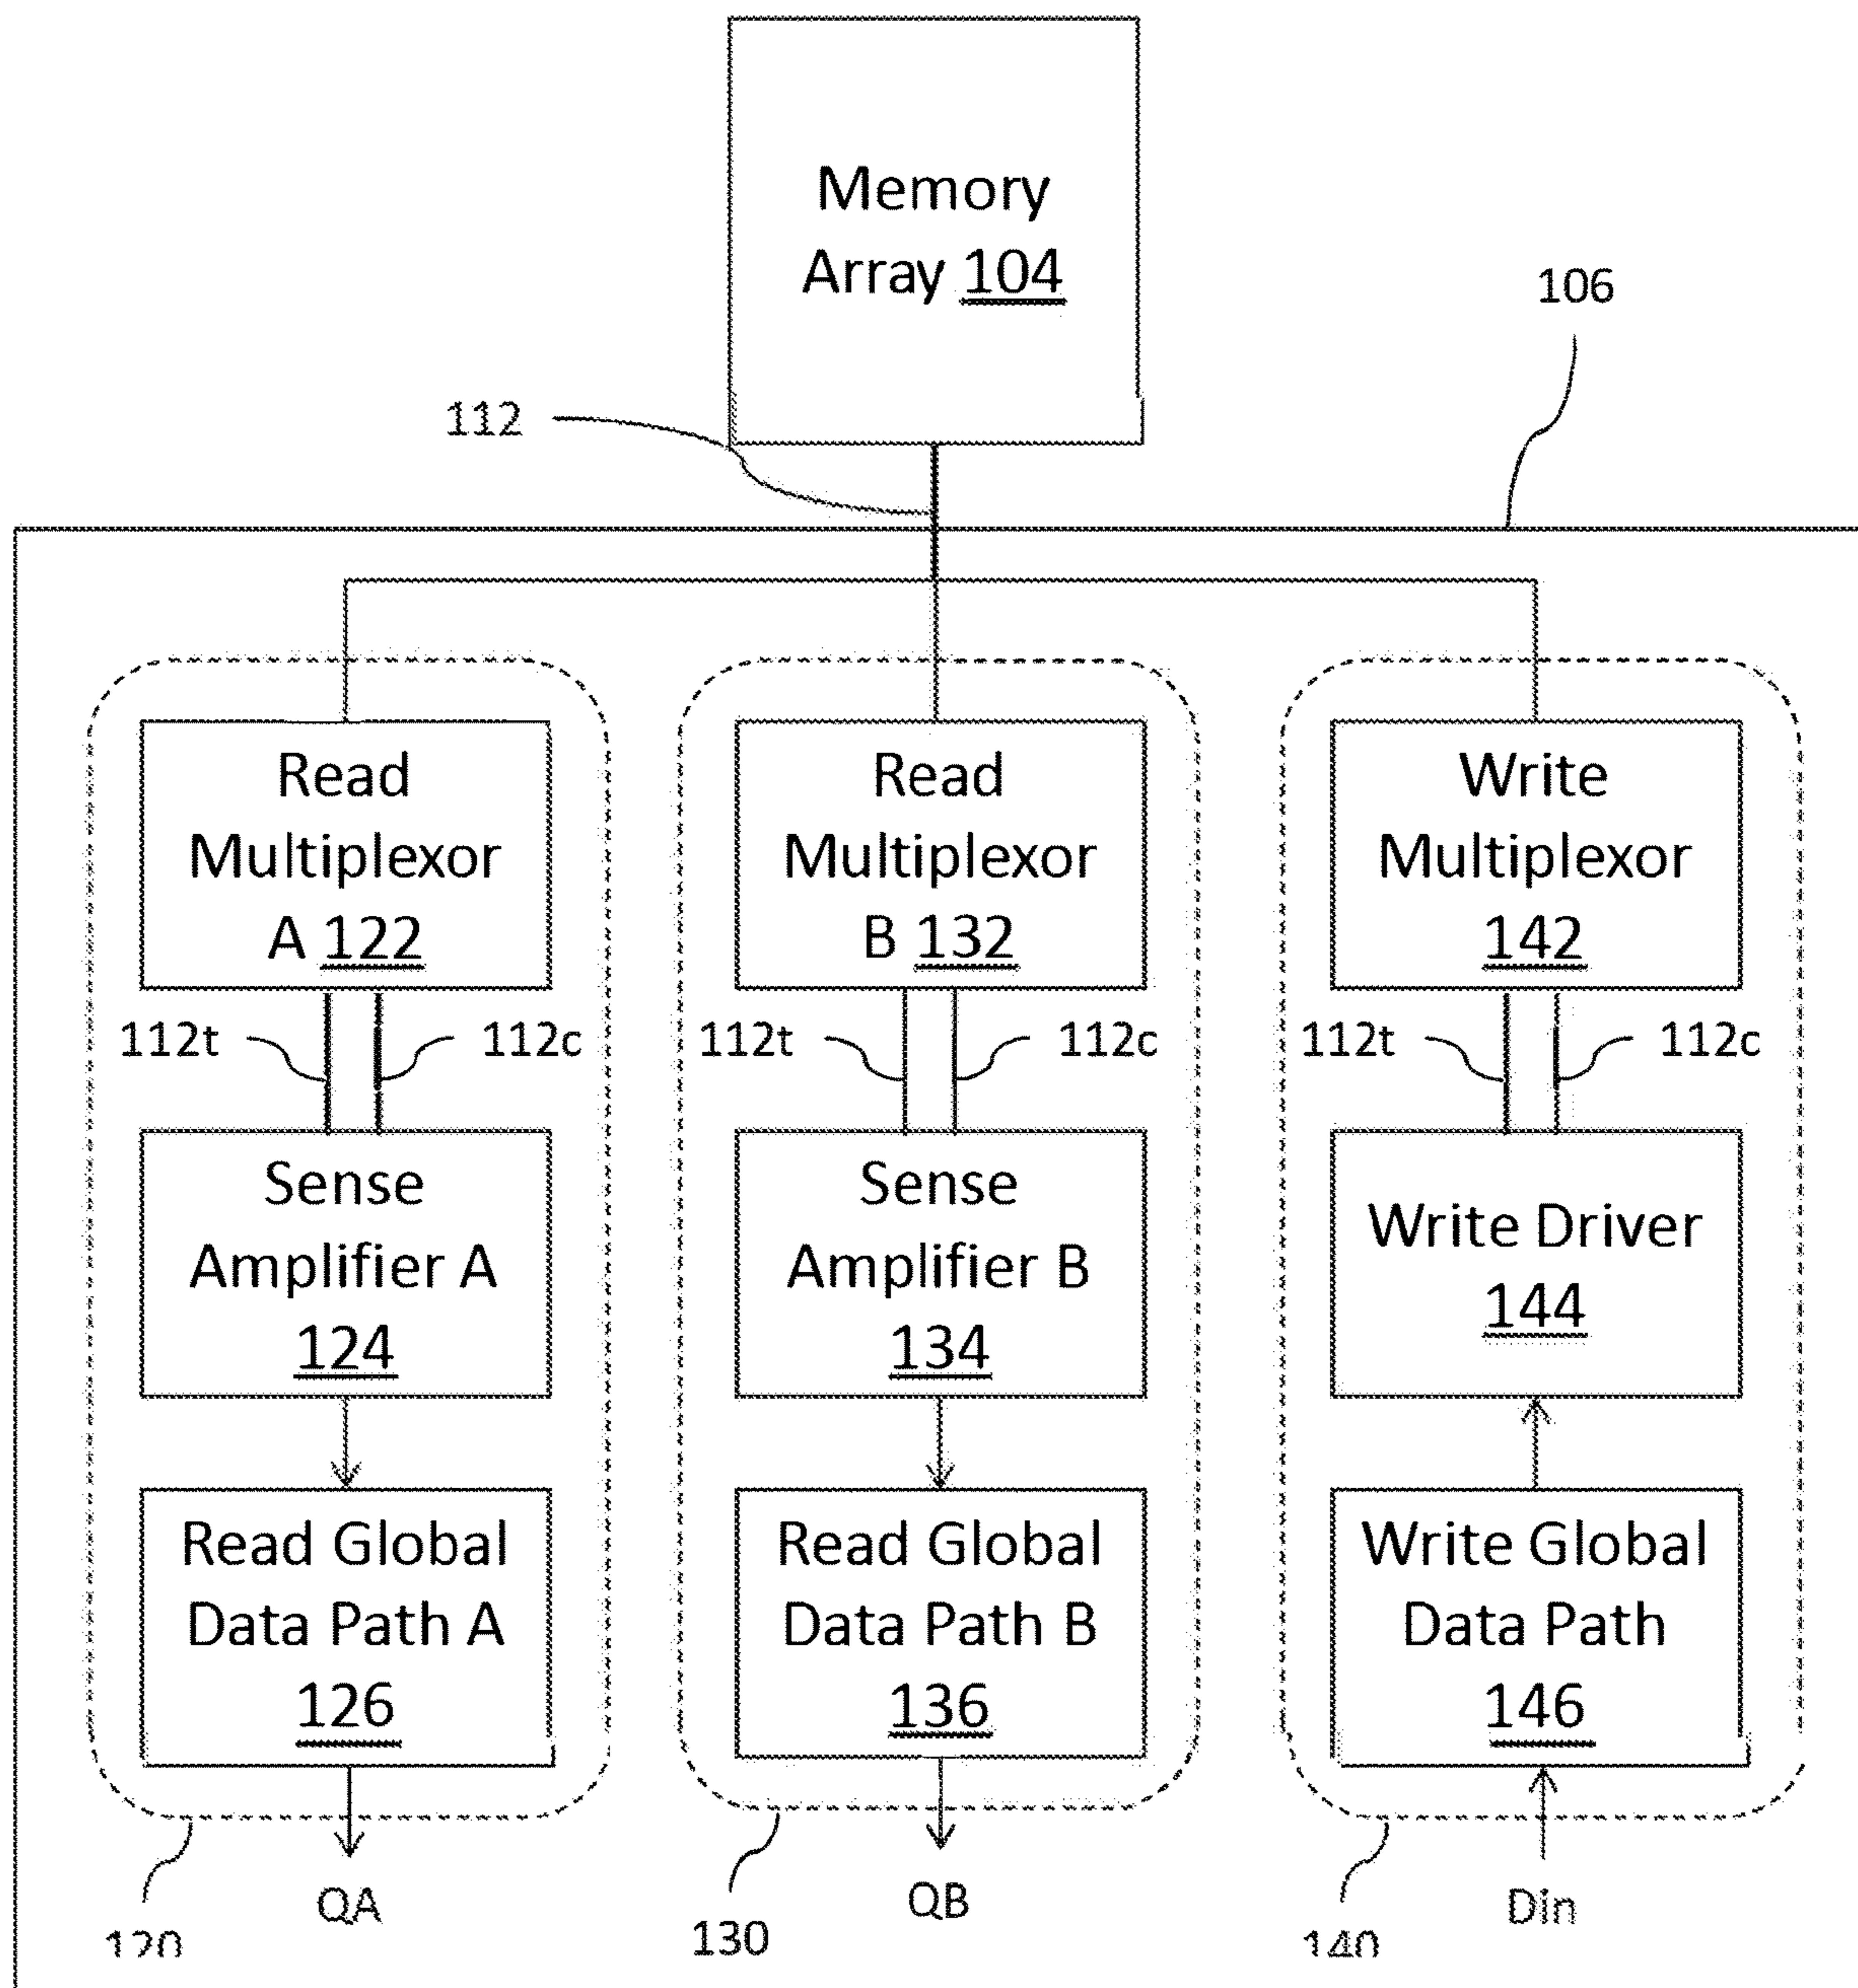 Memory
Array 104
106
112
Read
Multiplexor
A 122
Read
Multiplexor
B 132
Write
Multiplexor
142
112t
112c
112t
112c
112t
112c
Sense
Amplifier A
124
Sense
Amplifier B
134
Write Driver
144
Read Global
Data Path A
126
Read Global
Data Path B
136
Write Global
Data Path
146
120
QA
130
QB
140
Din